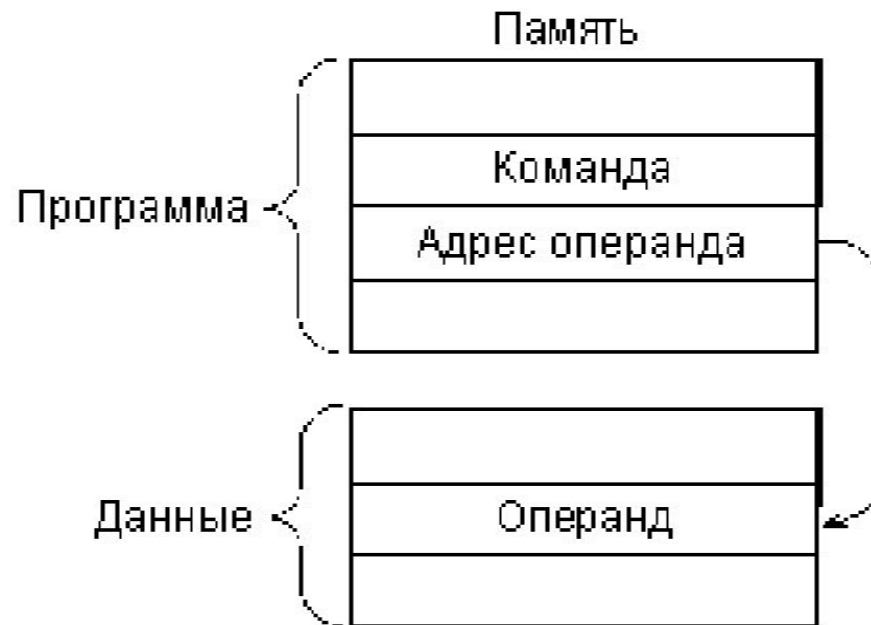 Память
Команда
Программа
Адрес операнда
Данные
Операнд